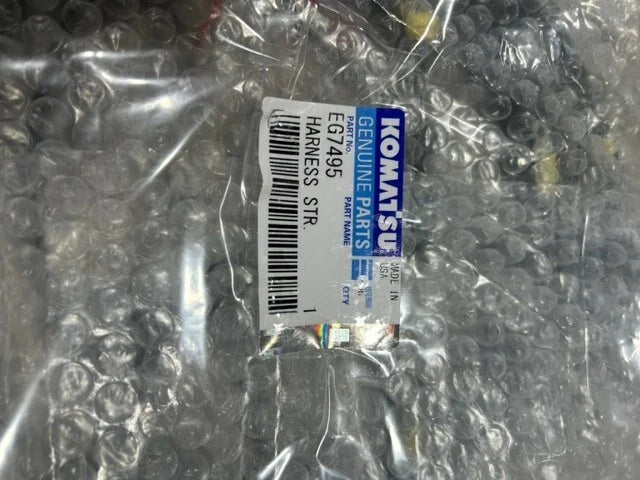 KOMATSU
GENUINE PARTS
MADE IN
USA
PART No.
PART NAME
QTY
EG7495
HARNESS STR.
1